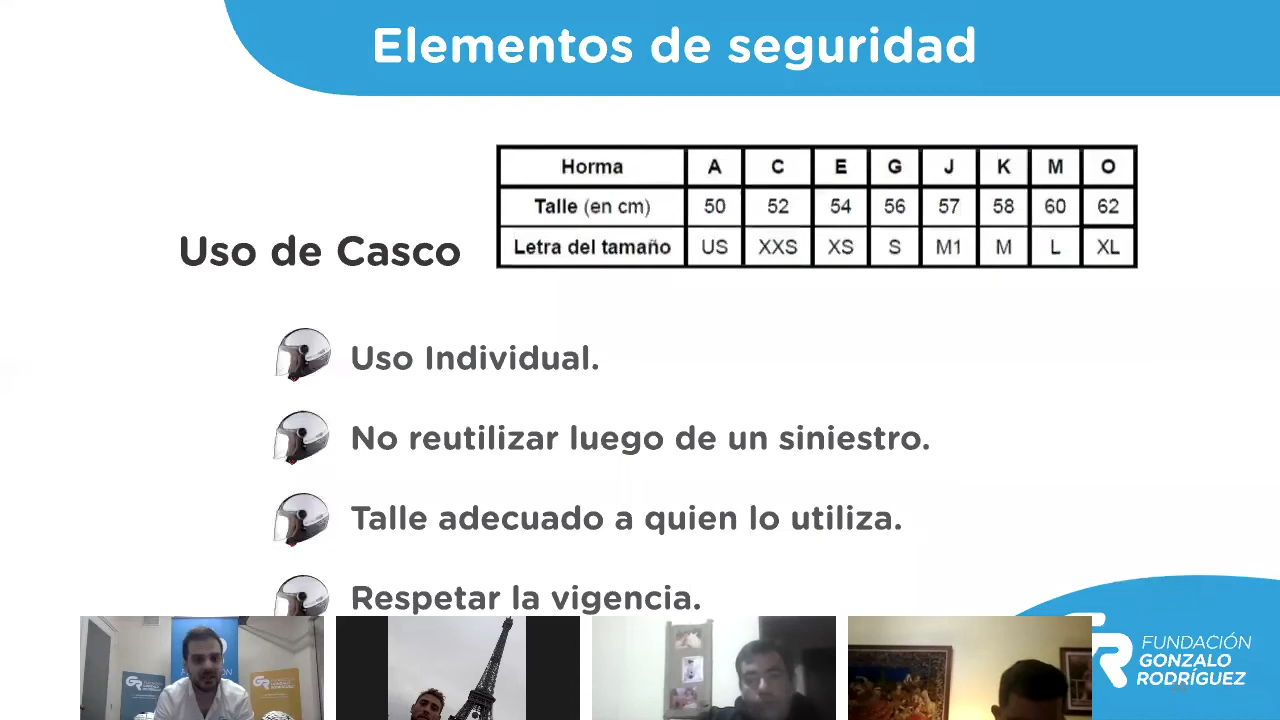 Elementos de seguridad
Horma A C E G J K M O
Talle (en cm) 50 52 54 56 57 58 60 62
Letra del tamaño US XXS XS S M1 M L XL
Uso de Casco
Uso Individual.
No reutilizar luego de un siniestro.
Talle adecuado a quien lo utiliza.
Respetar la vigencia.
FUNDACIÓN
GONZALO
RODRÍGUEZ